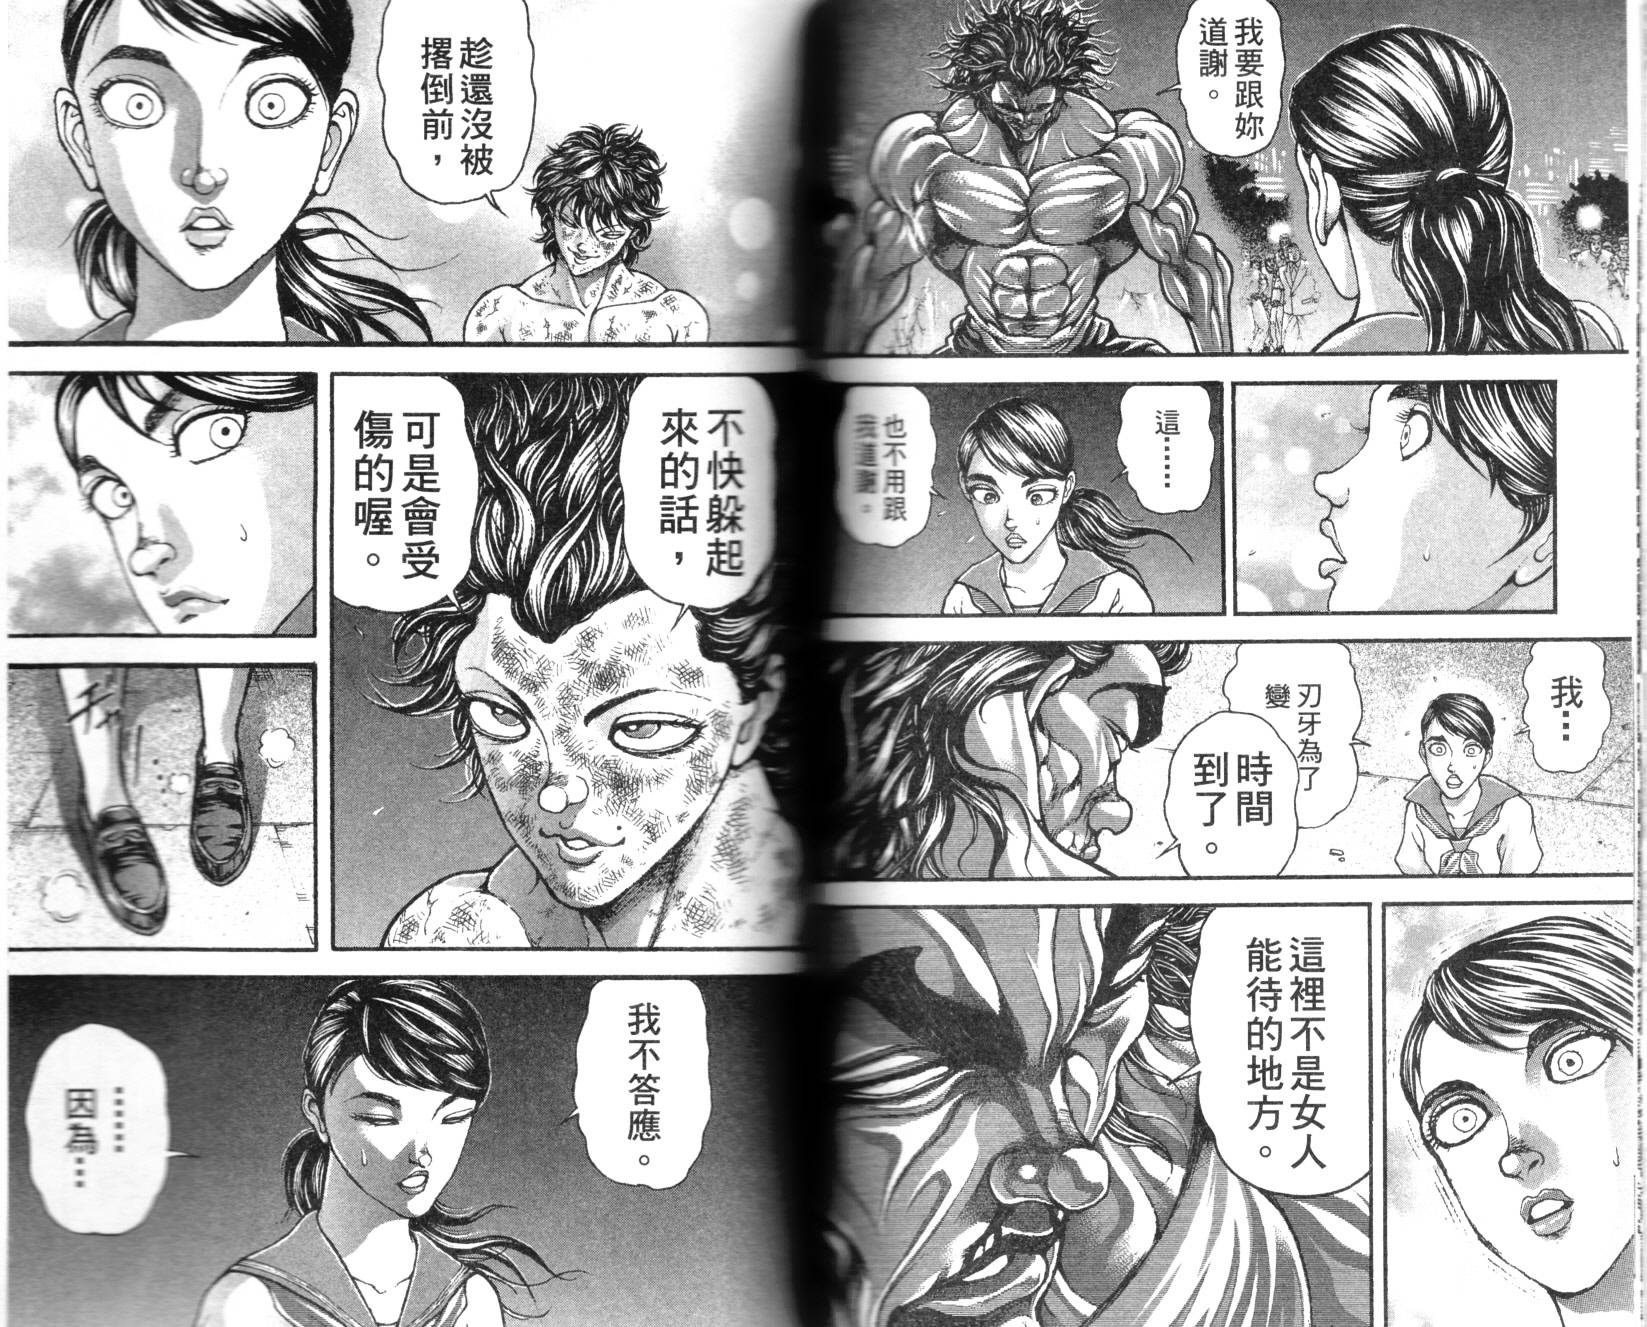 我要跟妳
道謝。
這……
也不用跟
我道謝。
我…
刃牙為了
變
時間
到了。
這裡不是女人
能待的地方。
趁還沒被
撂倒前，
不快躲起
來的話，
可是會受
傷的喔。
我不答應。
……
因為…